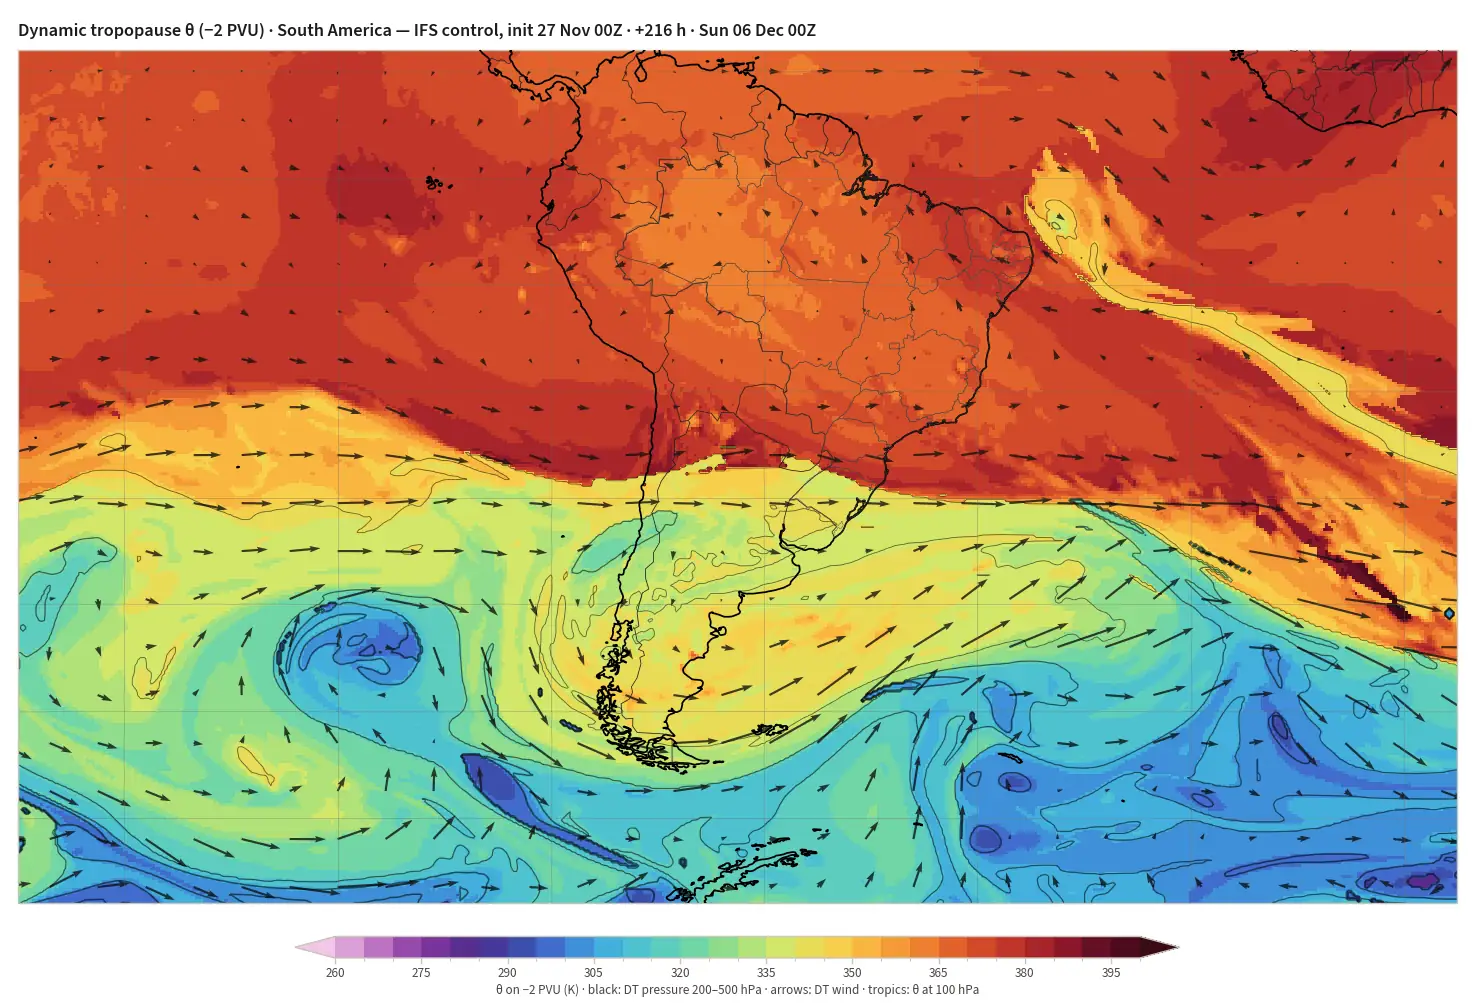 Dynamic tropopause θ (−2 PVU) · South America — IFS control, init 27 Nov 00Z · +216 h · Sun 06 Dec 00Z
260 275 290 305 320 335 350 365 380 395
θ on −2 PVU (K) · black: DT pressure 200–500 hPa · arrows: DT wind · tropics: θ at 100 hPa